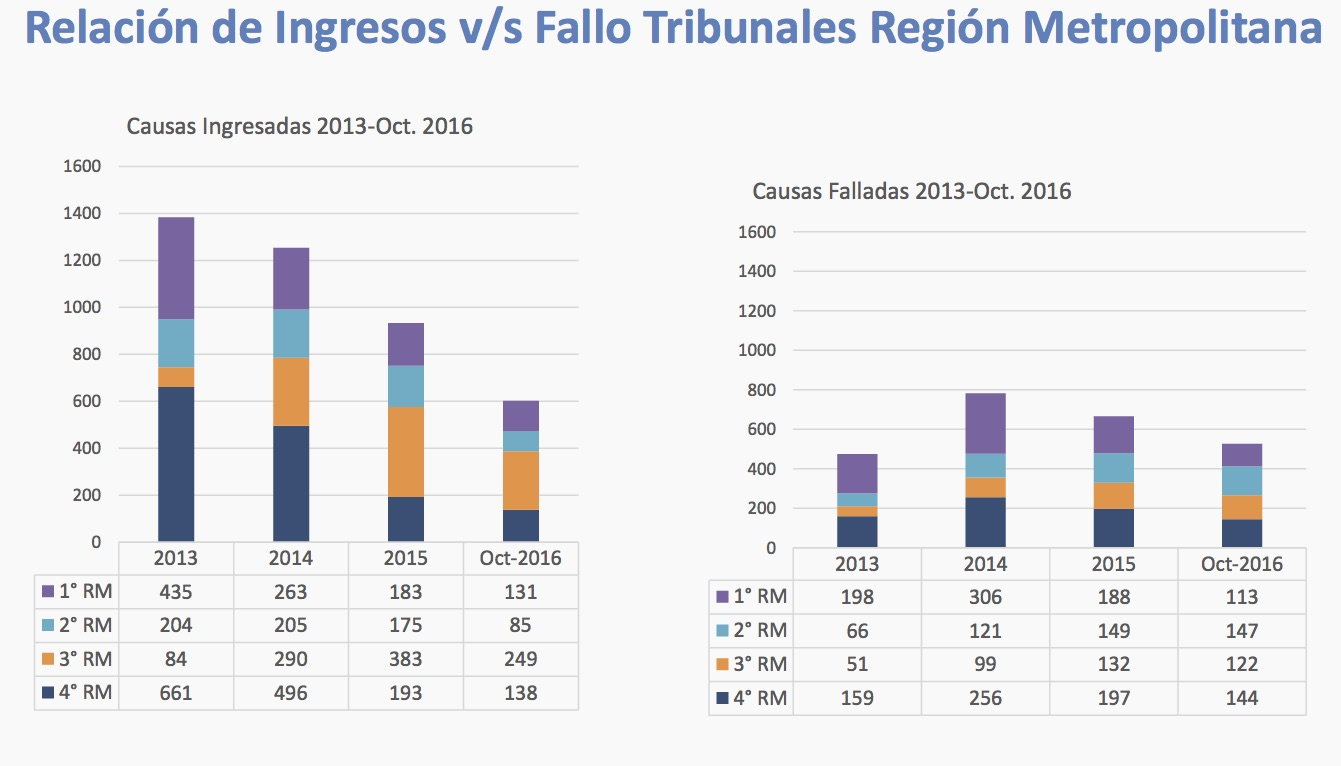 Relación de Ingresos v/s Fallo Tribunales Región Metropolitana
Causas Ingresadas 2013-Oct. 2016
1600
1400
1200
1000
800
600
400
200
0
2013 2014 2015 Oct-2016
1° RM 435 263 183 131
2° RM 204 205 175 85
3° RM 84 290 383 249
4° RM 661 496 193 138
Causas Falladas 2013-Oct. 2016
1600
1400
1200
1000
800
600
400
200
0
2013 2014 2015 Oct-2016
1° RM 198 306 188 113
2° RM 66 121 149 147
3° RM 51 99 132 122
4° RM 159 256 197 144